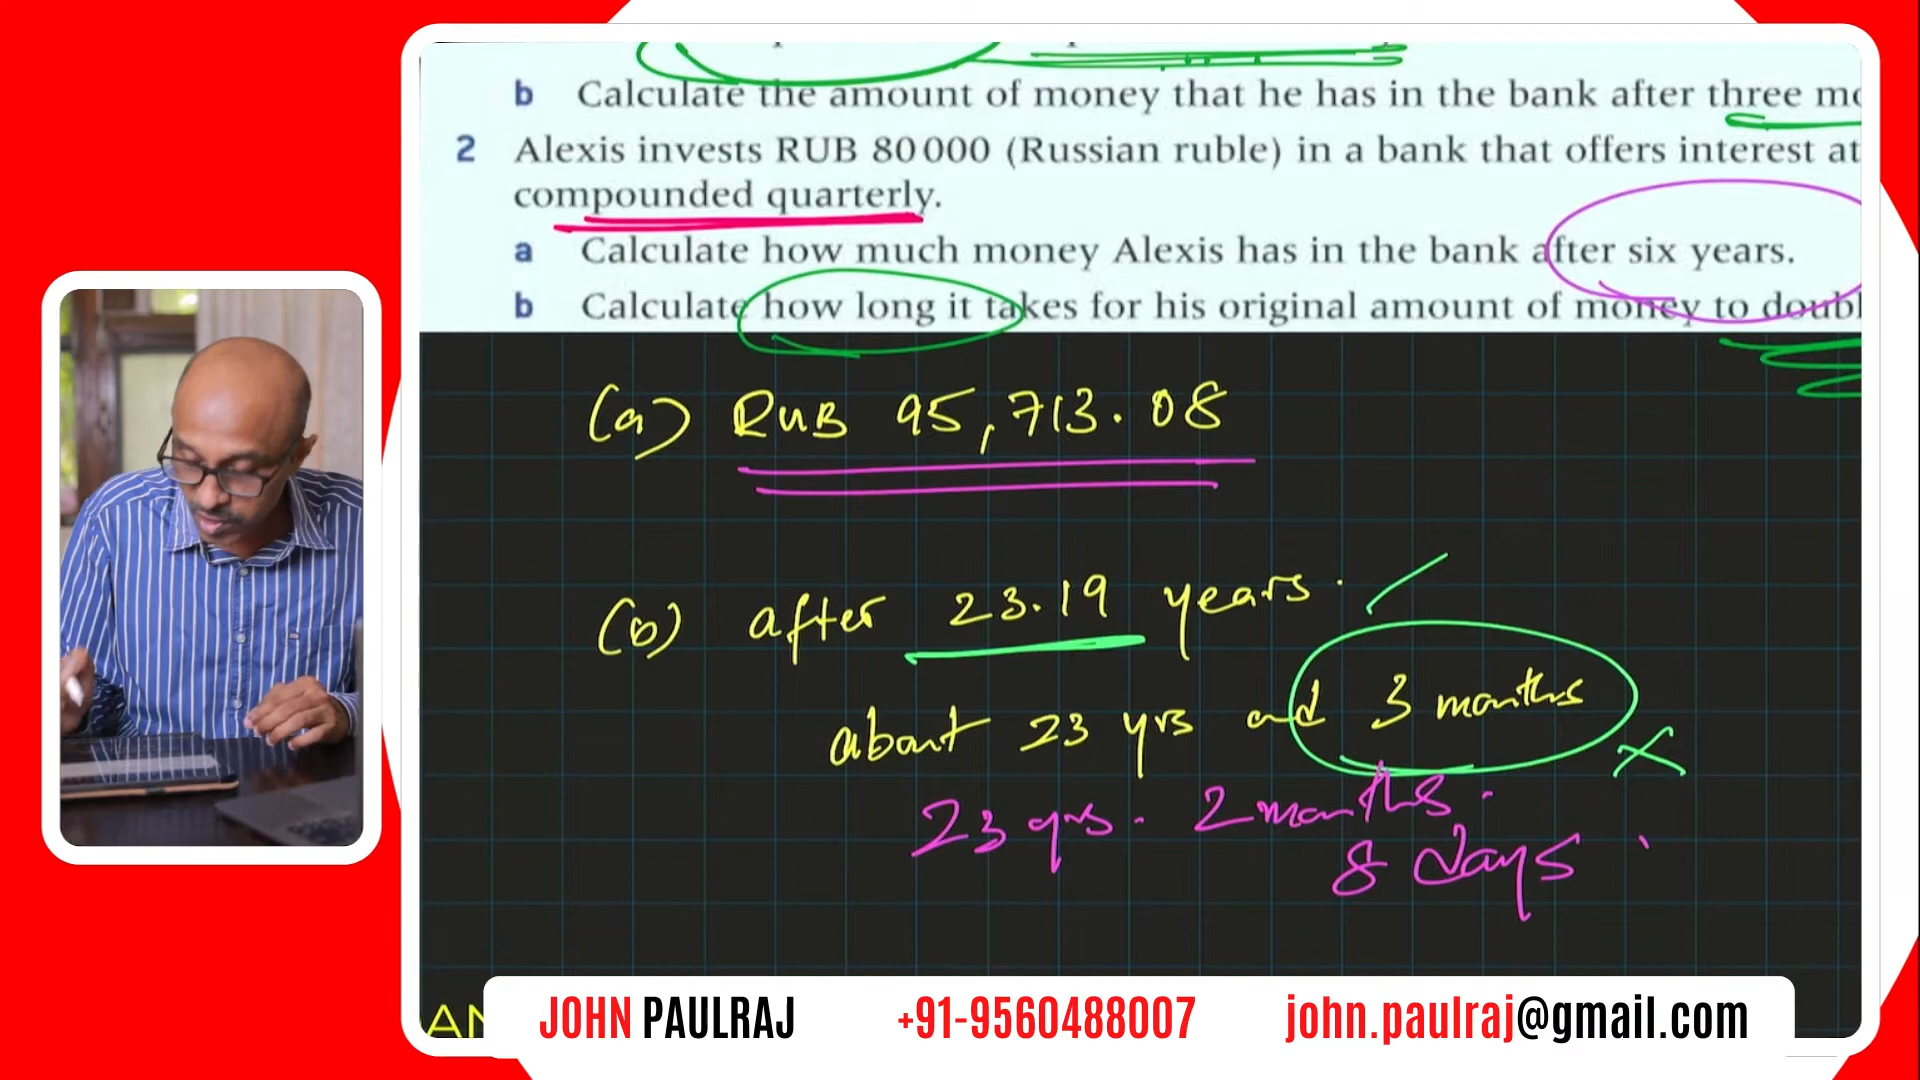 b Calculate the amount of money that he has in the bank after three mo
2 Alexis invests RUB 80 000 (Russian ruble) in a bank that offers interest at
compounded quarterly.
a Calculate how much money Alexis has in the bank after six years.
b Calculate how long it takes for his original amount of money to doubl
(a) RUB 95,713.08
(b) after 23.19 years.
about 23 yrs and 3 months
23 yrs. 2 months.
8 days.
AN
JOHN PAULRAJ +91-9560488007 john.paulraj@gmail.com